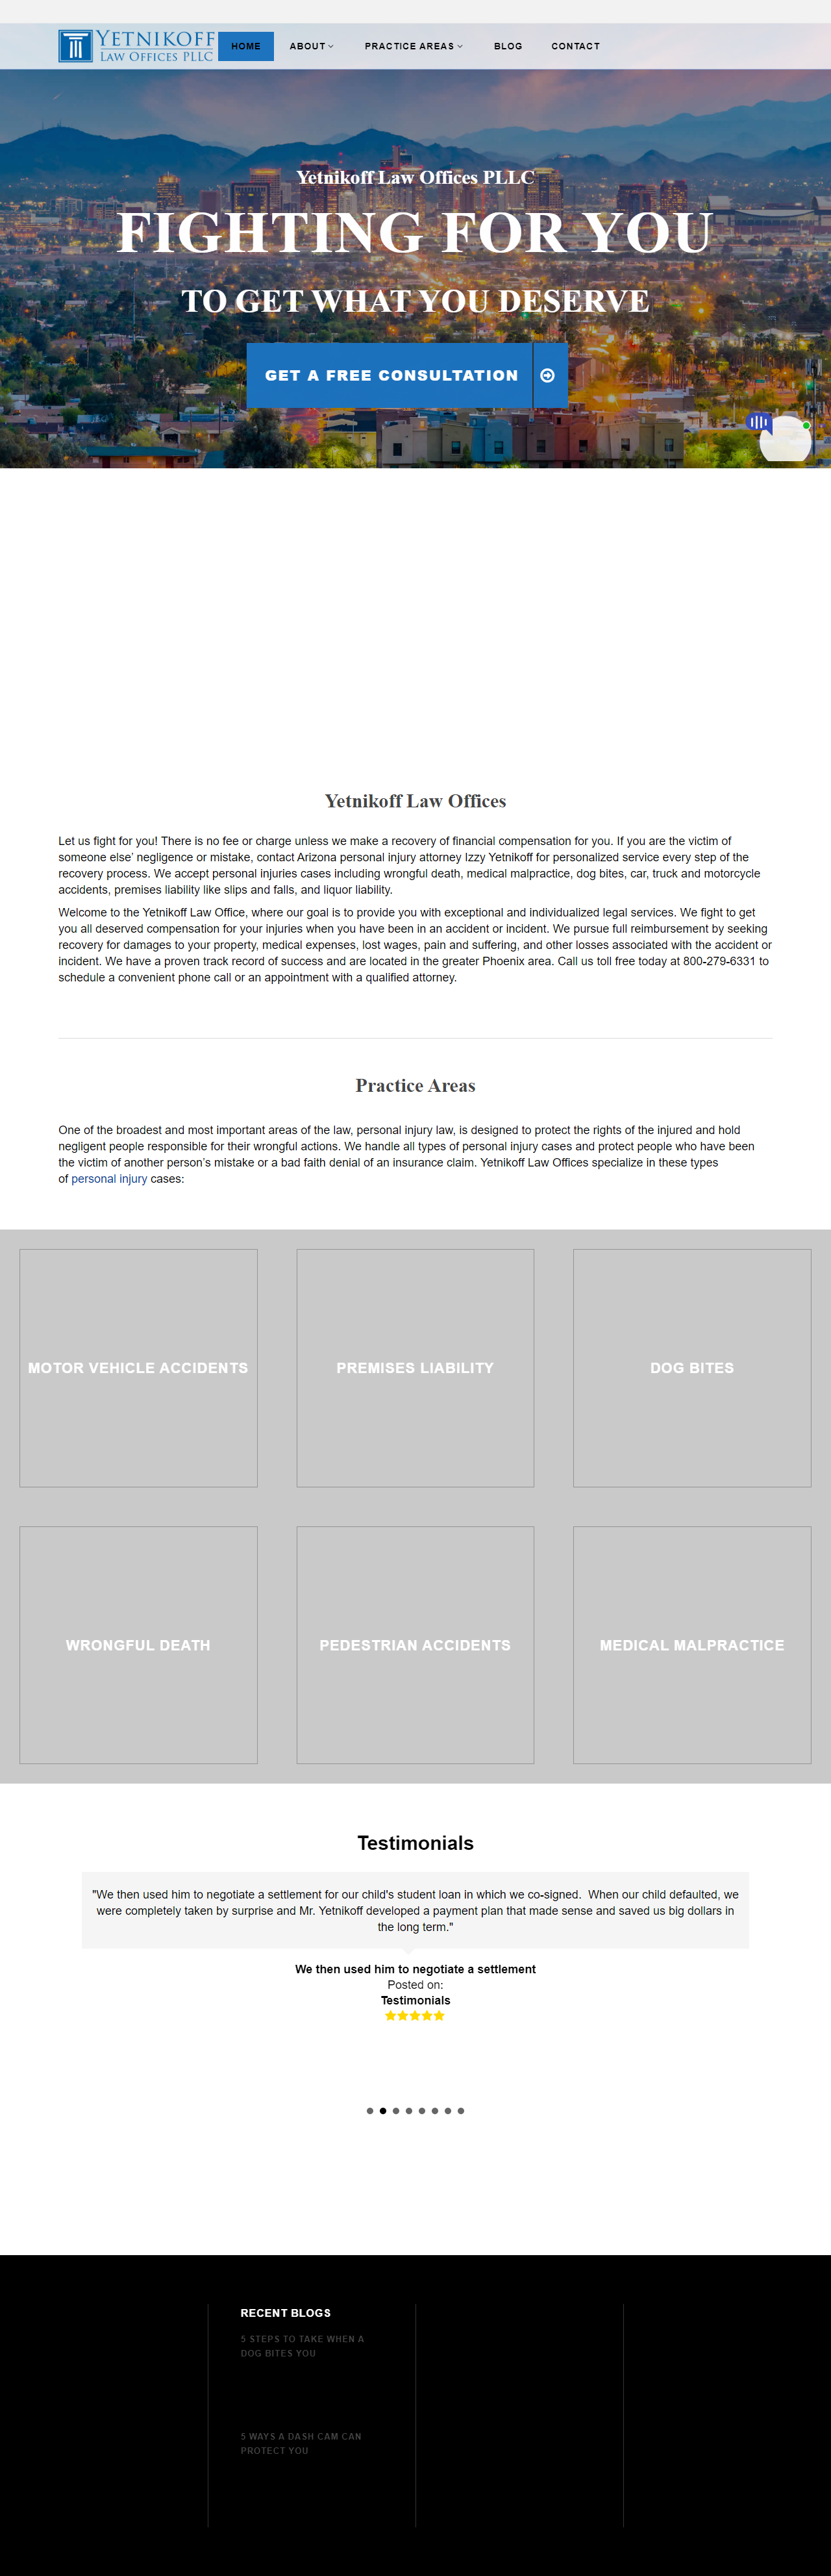 YETNIKOFF
LAW OFFICES PLLC
HOME
ABOUT
PRACTICE AREAS
BLOG
CONTACT
Yetnikoff Law Offices PLLC
FIGHTING FOR YOU
TO GET WHAT YOU DESERVE
GET A FREE CONSULTATION
Yetnikoff Law Offices
Let us fight for you! There is no fee or charge unless we make a recovery of financial compensation for you. If you are the victim of
someone else’ negligence or mistake, contact Arizona personal injury attorney Izzy Yetnikoff for personalized service every step of the
recovery process. We accept personal injuries cases including wrongful death, medical malpractice, dog bites, car, truck and motorcycle
accidents, premises liability like slips and falls, and liquor liability.
Welcome to the Yetnikoff Law Office, where our goal is to provide you with exceptional and individualized legal services. We fight to get
you all deserved compensation for your injuries when you have been in an accident or incident. We pursue full reimbursement by seeking
recovery for damages to your property, medical expenses, lost wages, pain and suffering, and other losses associated with the accident or
incident. We have a proven track record of success and are located in the greater Phoenix area. Call us toll free today at 800-279-6331 to
schedule a convenient phone call or an appointment with a qualified attorney.
Practice Areas
One of the broadest and most important areas of the law, personal injury law, is designed to protect the rights of the injured and hold
negligent people responsible for their wrongful actions. We handle all types of personal injury cases and protect people who have been
the victim of another person’s mistake or a bad faith denial of an insurance claim. Yetnikoff Law Offices specialize in these types
of personal injury cases:
MOTOR VEHICLE ACCIDENTS
PREMISES LIABILITY
DOG BITES
WRONGFUL DEATH
PEDESTRIAN ACCIDENTS
MEDICAL MALPRACTICE
Testimonials
"We then used him to negotiate a settlement for our child's student loan in which we co-signed.  When our child defaulted, we
were completely taken by surprise and Mr. Yetnikoff developed a payment plan that made sense and saved us big dollars in
the long term."
We then used him to negotiate a settlement
Posted on:
Testimonials
RECENT BLOGS
5 STEPS TO TAKE WHEN A
DOG BITES YOU
5 WAYS A DASH CAM CAN
PROTECT YOU